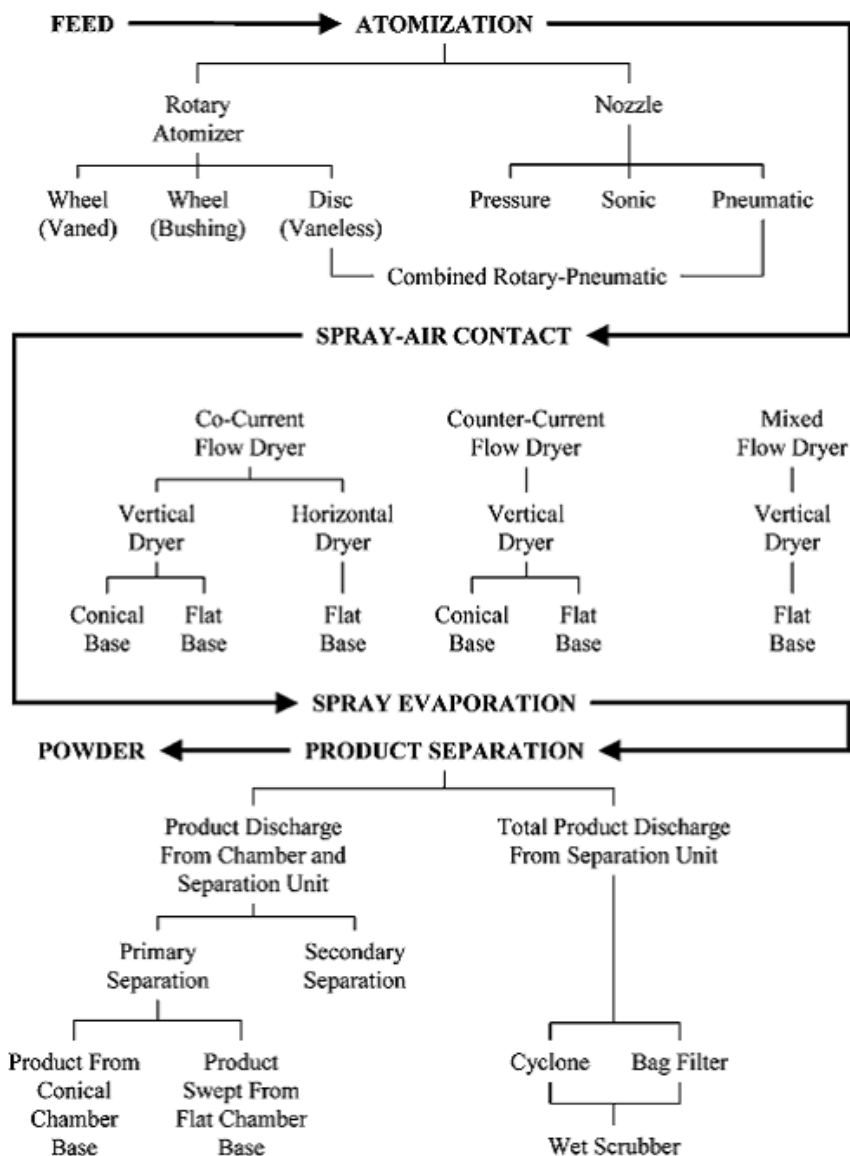 FEED
ATOMIZATION
Rotary
Atomizer
Nozzle
Wheel
(Vaned)
Wheel
(Bushing)
Disc
(Vaneless)
Pressure
Sonic
Pneumatic
Combined Rotary-Pneumatic
SPRAY-AIR CONTACT
Co-Current
Flow Dryer
Counter-Current
Flow Dryer
Mixed
Flow Dryer
Vertical
Dryer
Horizontal
Dryer
Vertical
Dryer
Vertical
Dryer
Conical
Base
Flat
Base
Flat
Base
Conical
Base
Flat
Base
Flat
Base
SPRAY EVAPORATION
POWDER
PRODUCT SEPARATION
Product Discharge
From Chamber and
Separation Unit
Total Product Discharge
From Separation Unit
Primary
Separation
Secondary
Separation
Product From
Conical
Chamber
Base
Product
Swept From
Flat Chamber
Base
Cyclone
Bag Filter
Wet Scrubber